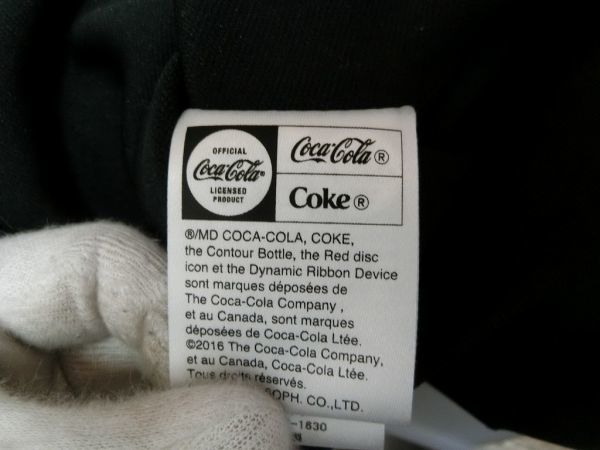 OFFICIAL
Coca-Cola®
LICENSED
PRODUCT
Coca-Cola®
Coke®
®/MD COCA-COLA, COKE,
the Contour Bottle, the Red disc
icon et the Dynamic Ribbon Device
sont marques déposées de
The Coca-Cola Company ,
et au Canada, sont marques
déposées de Coca-Cola Ltée.
©2016 The Coca-Cola Company,
et au Canada, Coca-Cola Ltée.
Tous droits réservés.
SOPH. CO.,LTD.
-1830